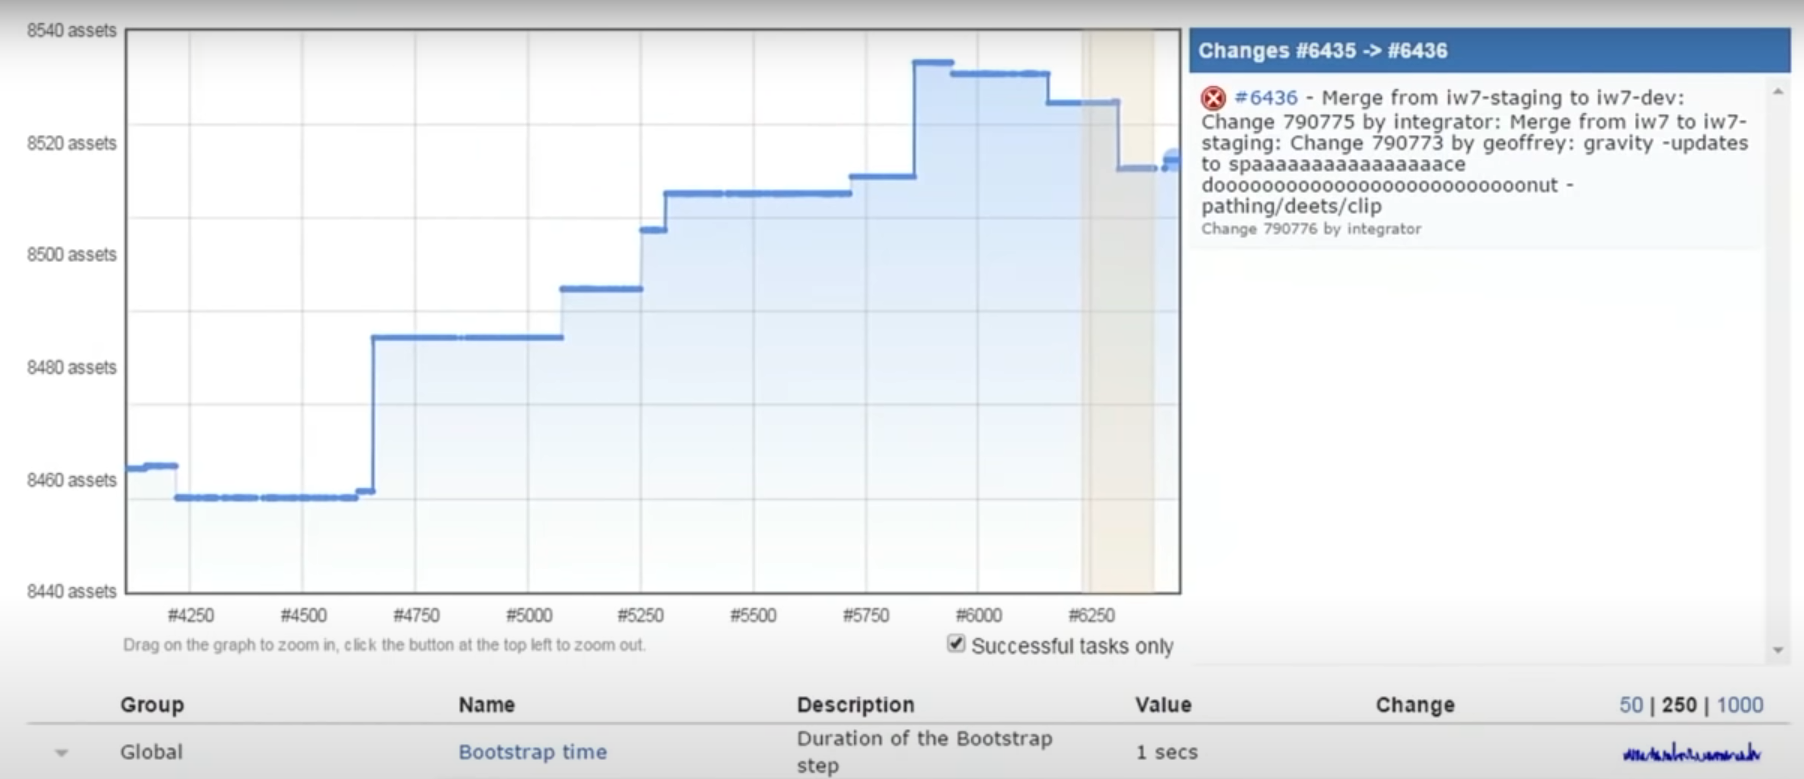 8540 assets
8520 assets
8500 assets
8480 assets
8460 assets
8440 assets
#4250 #4500 #4750 #5000 #5250 #5500 #5750 #6000 #6250
Drag on the graph to zoom in, click the button at the top left to zoom out.
Successful tasks only
Changes #6435 -> #6436
#6436 - Merge from iw7-staging to iw7-dev:
Change 790775 by integrator: Merge from iw7 to iw7-
staging: Change 790773 by geoffrey: gravity -updates
to spaaaaaaaaaaaaaaaaace
doooooooooooooooooooooooooonut -
pathing/deets/clip
Change 790776 by integrator
Group Name Description Value Change 50 | 250 | 1000
Global Bootstrap time Duration of the Bootstrap 1 secs
step